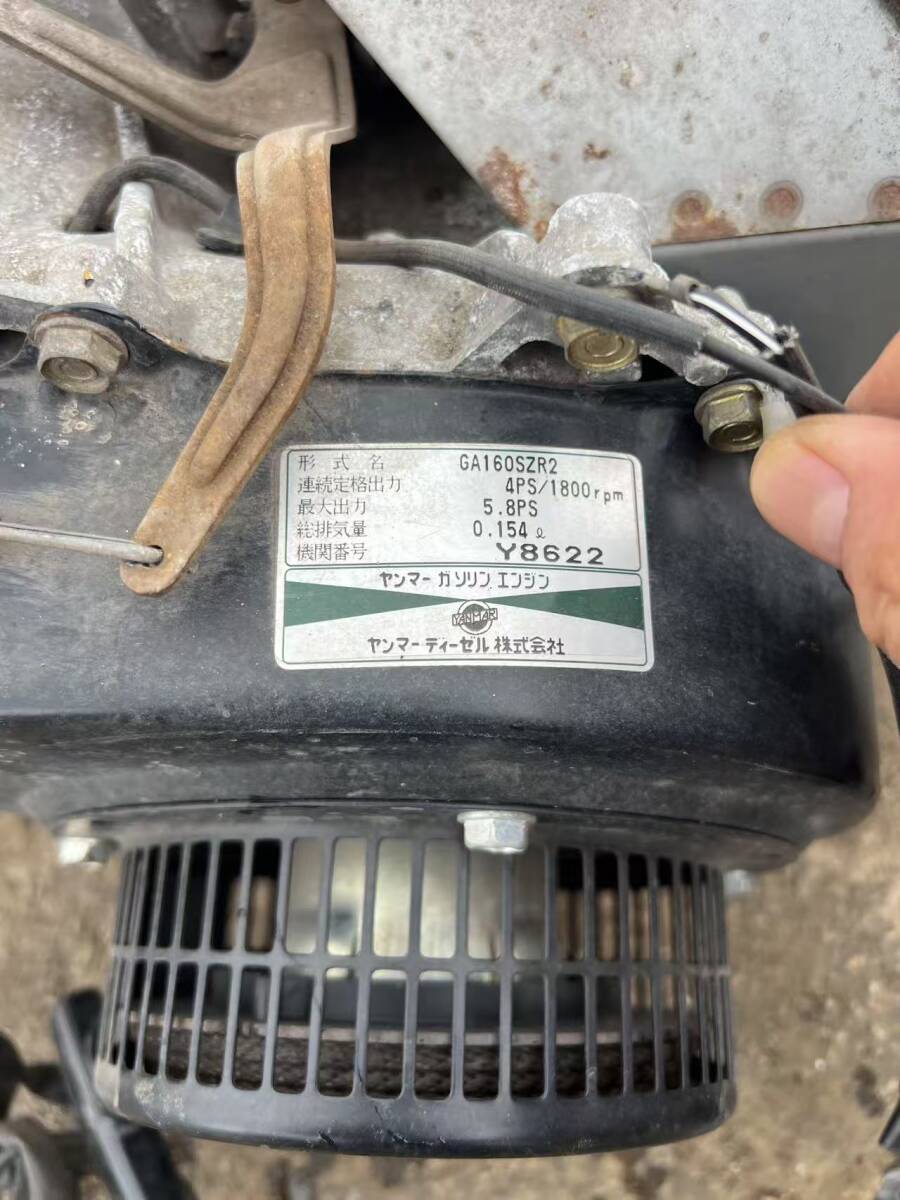 形式名 GA160SZR2
連続定格出力 4PS/1800rpm
最大出力 5.8PS
総排気量 0.154ℓ
機関番号 Y8622
ヤンマーガソリンエンジン
YANMAR
ヤンマーディーゼル株式会社